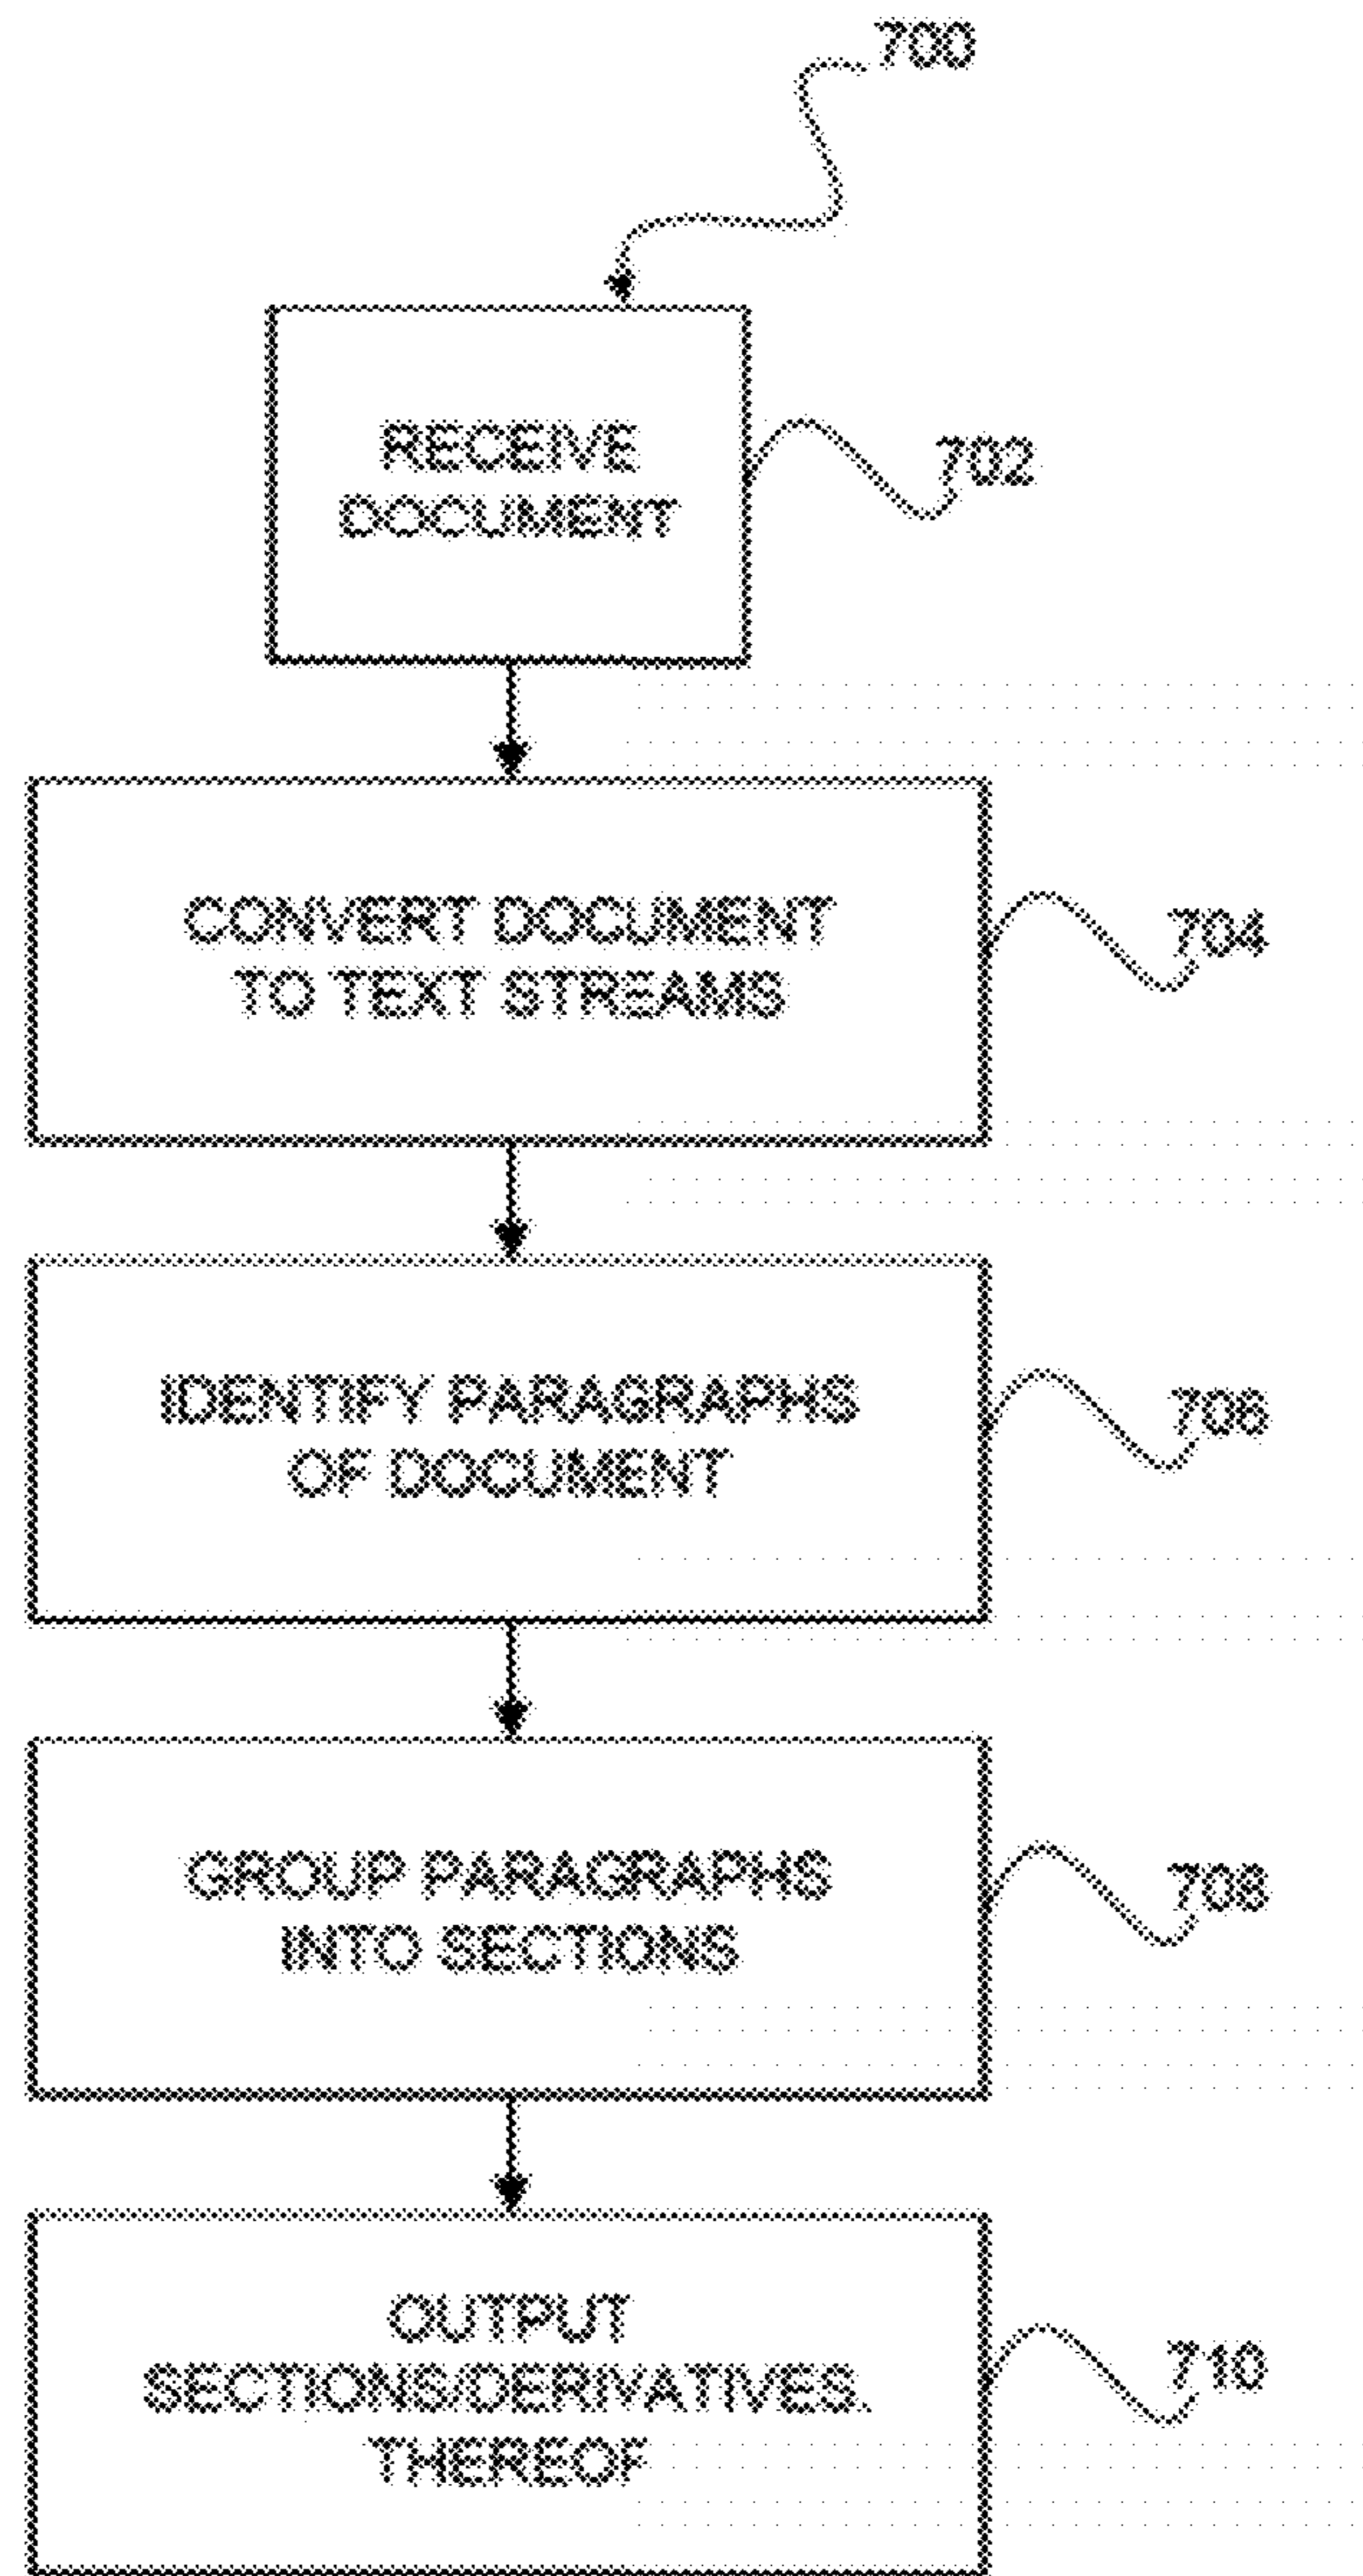 700
RECEIVE
DOCUMENT
702
CONVERT DOCUMENT
TO TEXT STREAMS
704
IDENTIFY PARAGRAPHS
OF DOCUMENT
706
GROUP PARAGRAPHS
INTO SECTIONS
708
OUTPUT
SECTIONS/DERIVATIVES
THEREOF
710